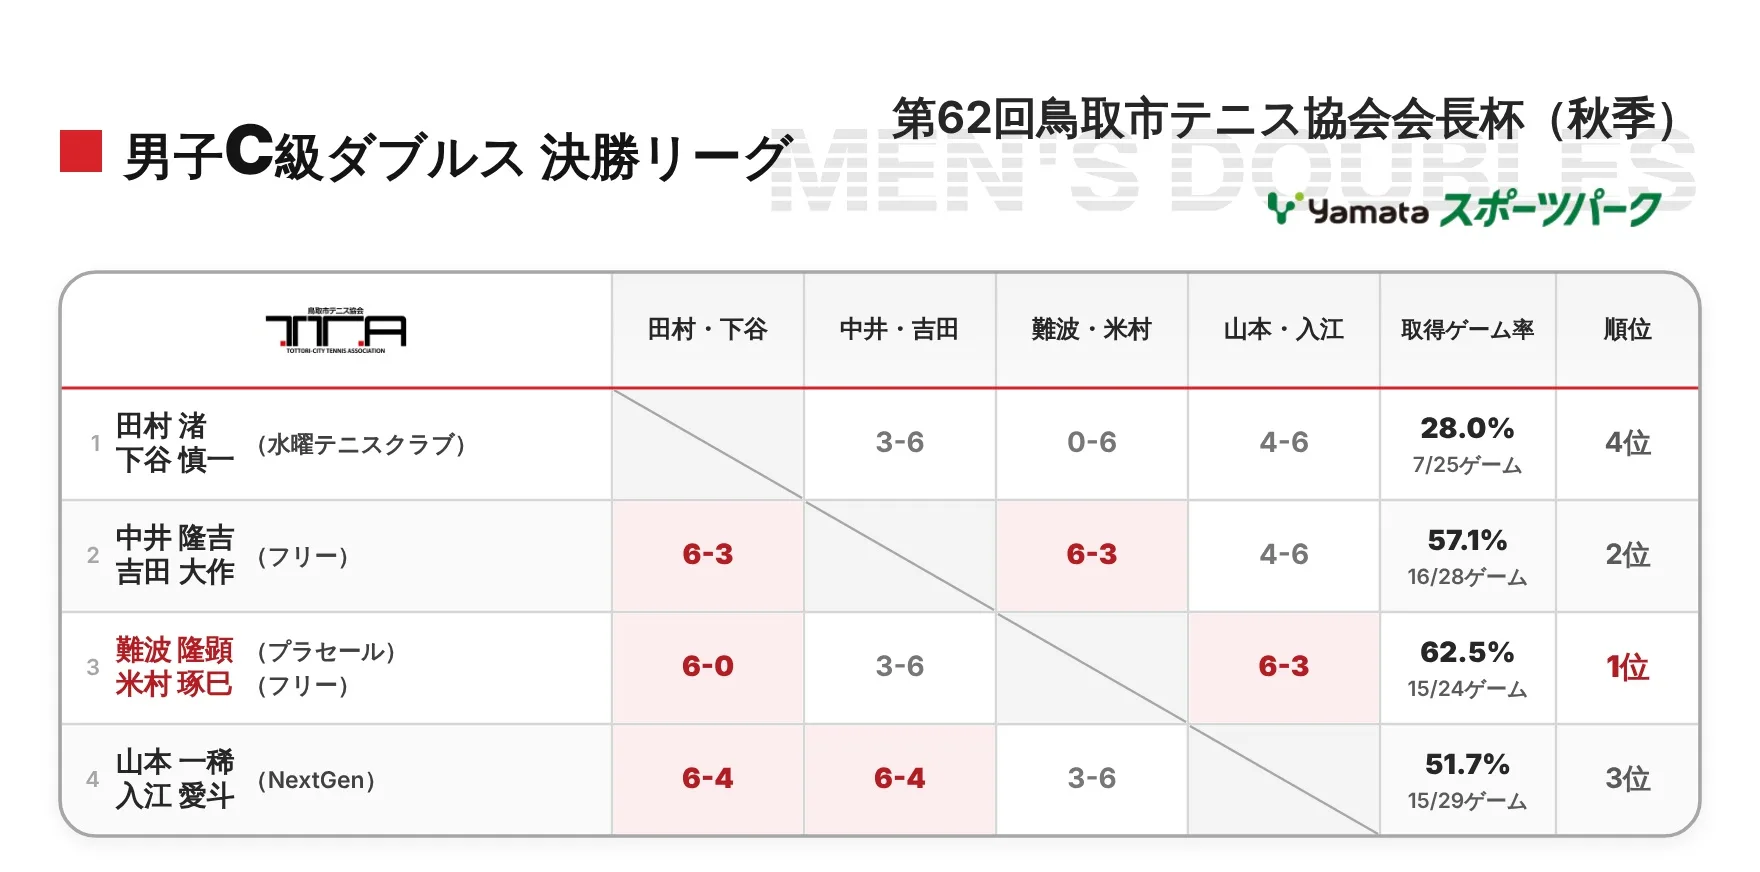 第62回鳥取市テニス協会会長杯（秋季）
男子C級ダブルス 決勝リーグ
MEN'S DOUBLES
Yamata スポーツパーク
鳥取市テニス協会
TTA
TOTTORI-CITY TENNIS ASSOCIATION
田村・下谷 中井・吉田 難波・米村 山本・入江 取得ゲーム率 順位
1 田村 渚 下谷 慎一 （水曜テニスクラブ） 3-6 0-6 4-6 28.0% 7/25ゲーム 4位
2 中井 隆吉 吉田 大作 （フリー） 6-3 6-3 4-6 57.1% 16/28ゲーム 2位
3 難波 隆顕 （プラセール） 米村 琢巳 （フリー） 6-0 3-6 6-3 62.5% 15/24ゲーム 1位
4 山本 一稀 入江 愛斗 （NextGen） 6-4 6-4 3-6 51.7% 15/29ゲーム 3位